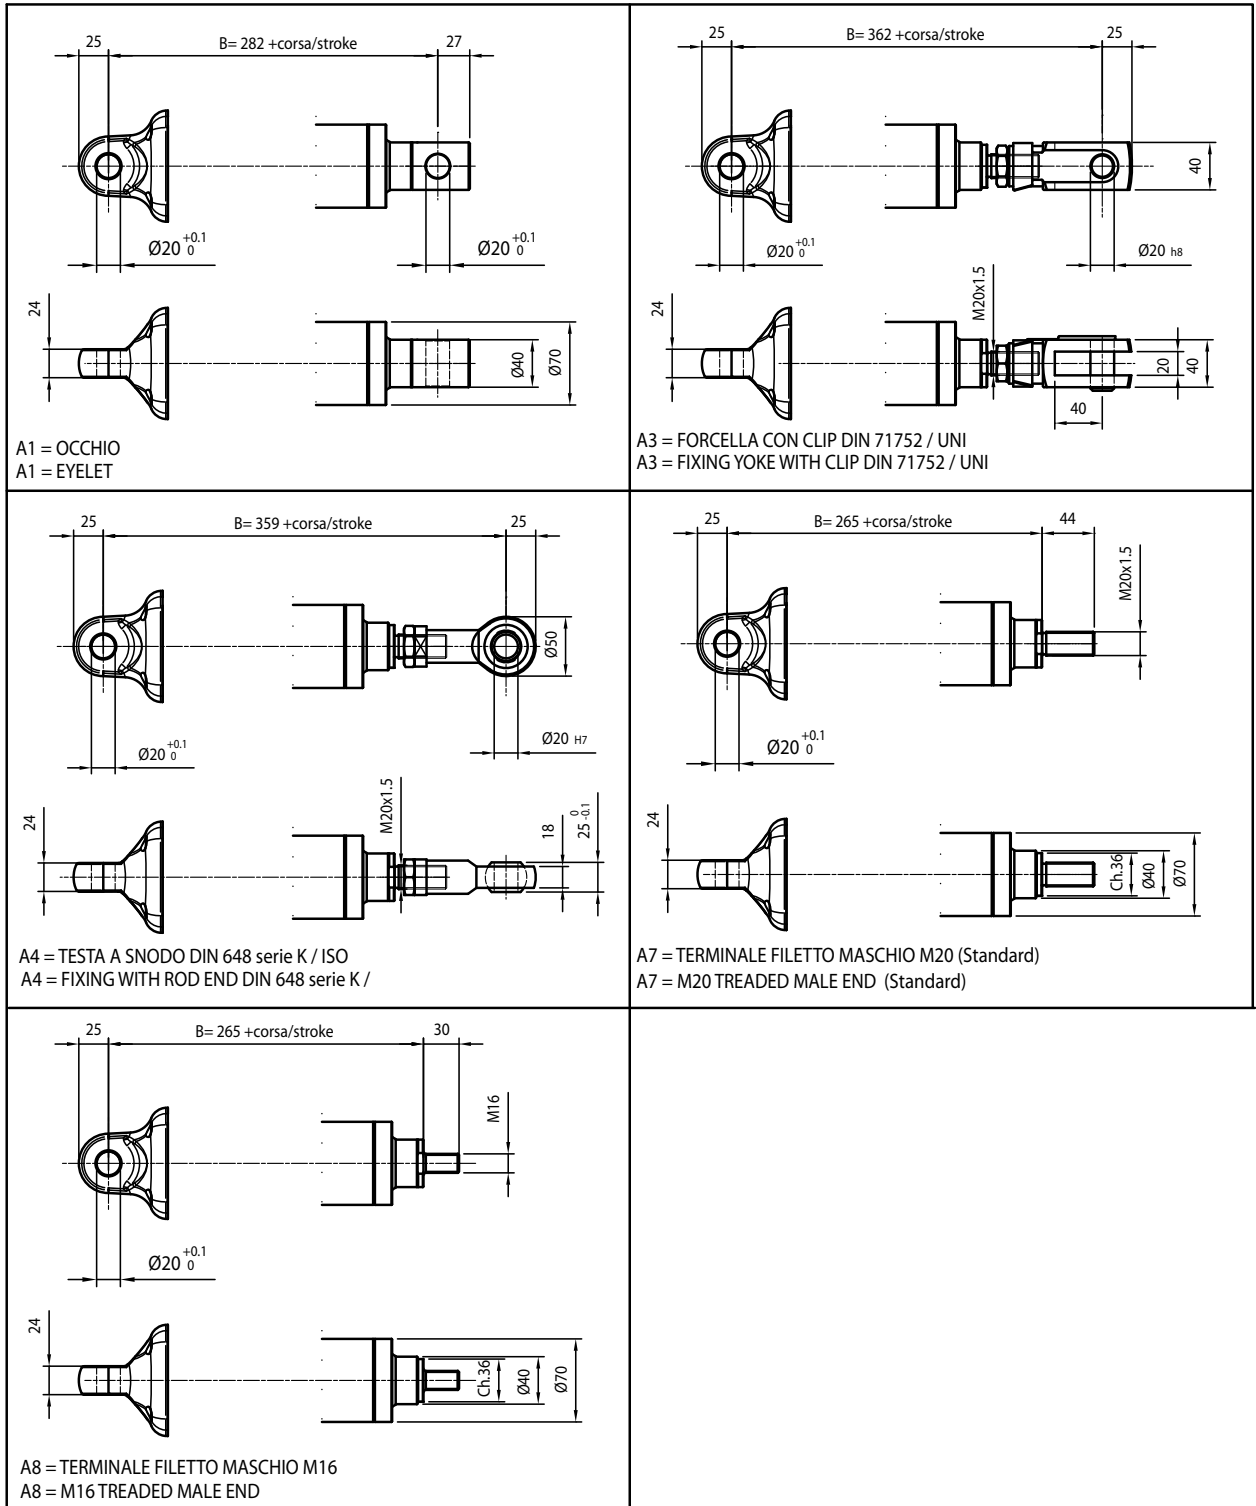 25
B= 282 +corsa/stroke
27
Ø20 +0.1 0
Ø20 +0.1 0
24
Ø40
Ø70
A1 = OCCHIO
A1 = EYELET
25
B= 362 +corsa/stroke
25
40
Ø20 +0.1 0
Ø20 h8
24
M20x1.5
20
40
40
A3 = FORCELLA CON CLIP DIN 71752 / UNI
A3 = FIXING YOKE WITH CLIP DIN 71752 / UNI
25
B= 359 +corsa/stroke
25
Ø50
Ø20 +0.1 0
Ø20 H7
24
M20x1.5
18
25 0 -0.1
A4 = TESTA A SNODO DIN 648 serie K / ISO
A4 = FIXING WITH ROD END DIN 648 serie K /
25
B= 265 +corsa/stroke
44
M20x1.5
Ø20 +0.1 0
24
Ch.36
Ø40
Ø70
A7 = TERMINALE FILETTO MASCHIO M20 (Standard)
A7 = M20 TREADED MALE END (Standard)
25
B= 265 +corsa/stroke
30
M16
Ø20 +0.1 0
24
Ch.36
Ø40
Ø70
A8 = TERMINALE FILETTO MASCHIO M16
A8 = M16 TREADED MALE END